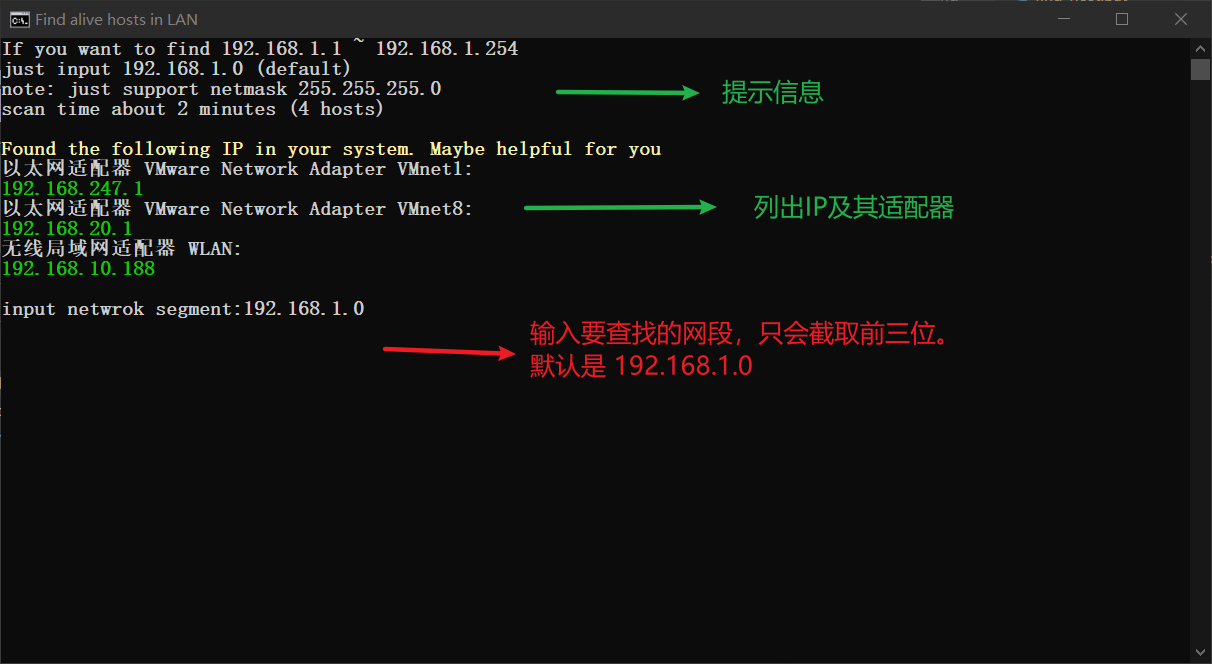 Find alive hosts in LAN
If you want to find 192.168.1.1 ~ 192.168.1.254
just input 192.168.1.0 (default)
note: just support netmask 255.255.255.0
scan time about 2 minutes (4 hosts)
提示信息
Found the following IP in your system. Maybe helpful for you
以太网适配器 VMware Network Adapter VMnet1:
192.168.247.1
以太网适配器 VMware Network Adapter VMnet8:
列出IP及其适配器
192.168.20.1
无线局域网适配器 WLAN:
192.168.10.188
input netwrok segment:192.168.1.0
输入要查找的网段，只会截取前三位。
默认是 192.168.1.0